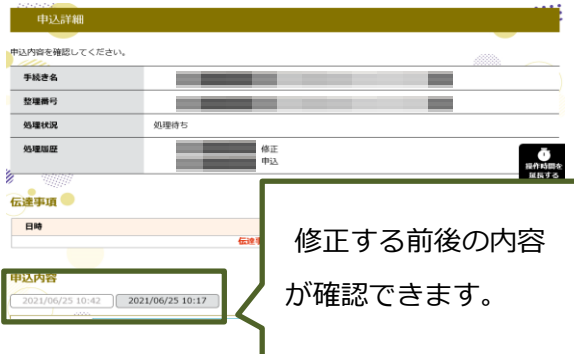 申込詳細
申込内容を確認してください。
手続き名
整理番号
処理状況 処理待ち
処理履歴 修正
申込
操作時間を
延長する
伝達事項
日時
修正する前後の内容
が確認できます。
申込内容
2021/06/25 10:42 2021/06/25 10:17